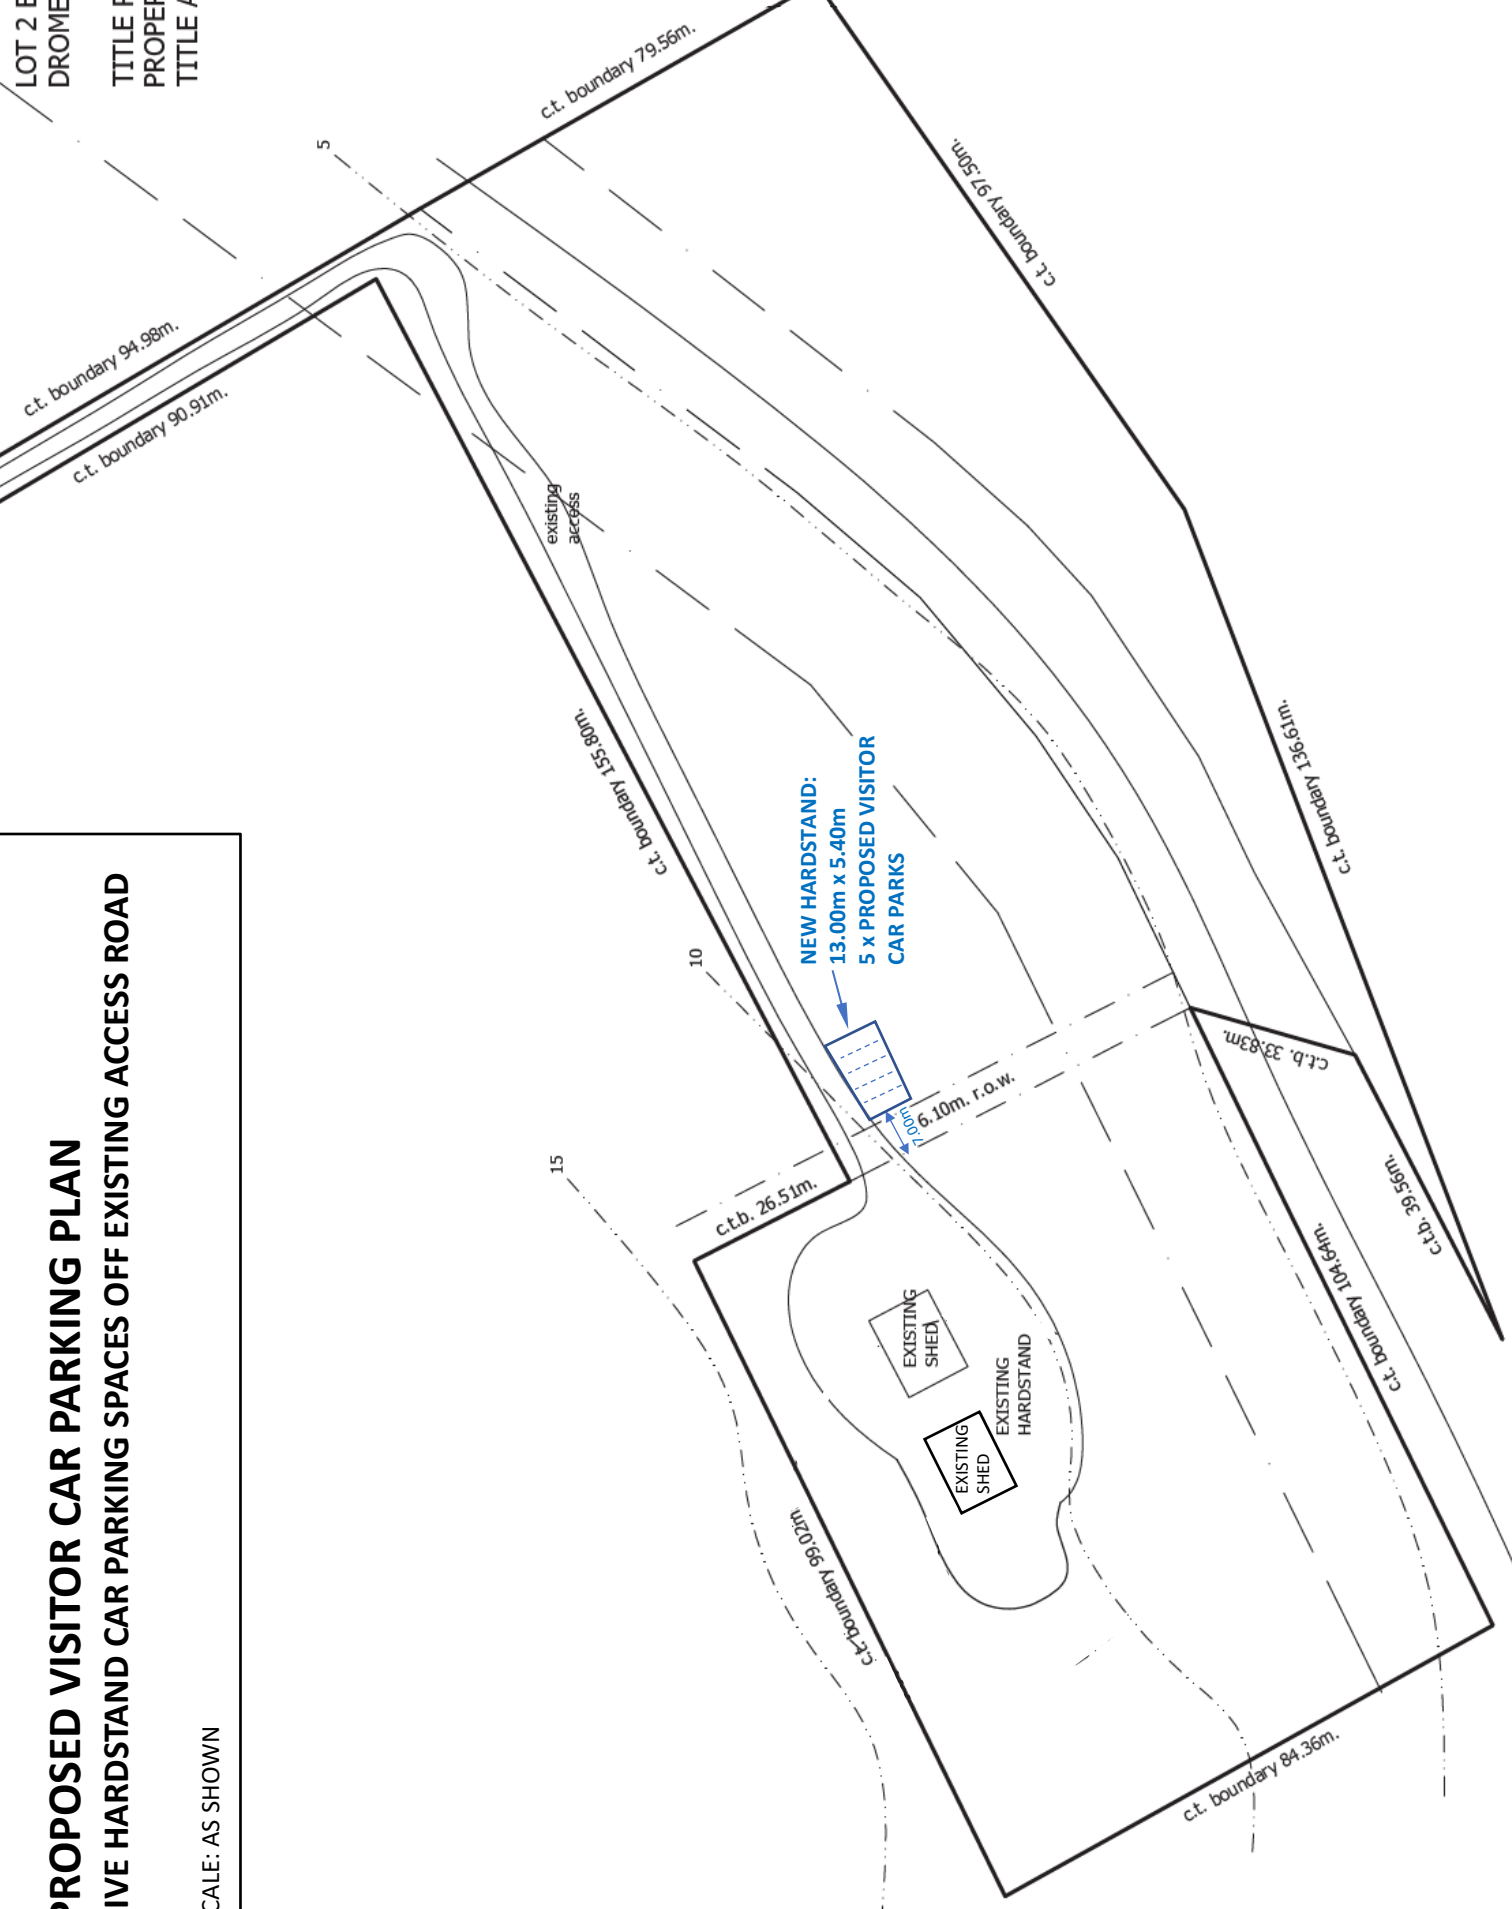 PROPOSED VISITOR CAR PARKING PLAN
IVE HARDSTAND CAR PARKING SPACES OFF EXISTING ACCESS ROAD
CALE: AS SHOWN
LOT 2 E
DROME
TITLE
PROPER
TITLE
c.t. boundary 79.56m.
c.t. boundary 97.50m.
c.t. boundary 94.98m.
c.t. boundary 90.91m.
5
existing
access
c.t. boundary 155.80m.
NEW HARDSTAND:
13.00m x 5.40m
5 x PROPOSED VISITOR
CAR PARKS
10
c.t. boundary 136.61m.
7.00m
6.10m. r.o.w.
c.t.b. 33.83m.
15
c.t.b. 26.51m.
c.t.b. 39.56m.
c.t. boundary 104.64m.
EXISTING
SHED
EXISTING
HARDSTAND
EXISTING
SHED
c.t. boundary 99.02m.
c.t. boundary 84.36m.